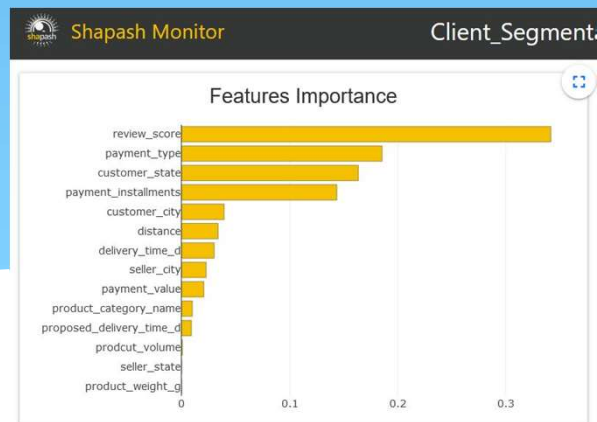 shapash
Shapash Monitor
Client_Segmenta
Features Importance
review_score
payment_type
customer_state
payment_installments
customer_city
distance
delivery_time_d
seller_city
payment_value
product_category_name
proposed_delivery_time_d
prodcut_volume
seller_state
product_weight_g
0 0.1 0.2 0.3